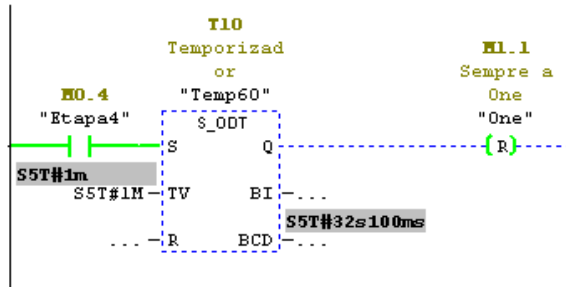 T10
Temporizad
or
"Temp60"
M1.1
Sempre a
One
"One"
M0.4
"Etapa4"
S_ODT
S
Q
R
S5T#1m
S5T#1M
TV
BI
...
S5T#32s100ms
...
R
BCD
...